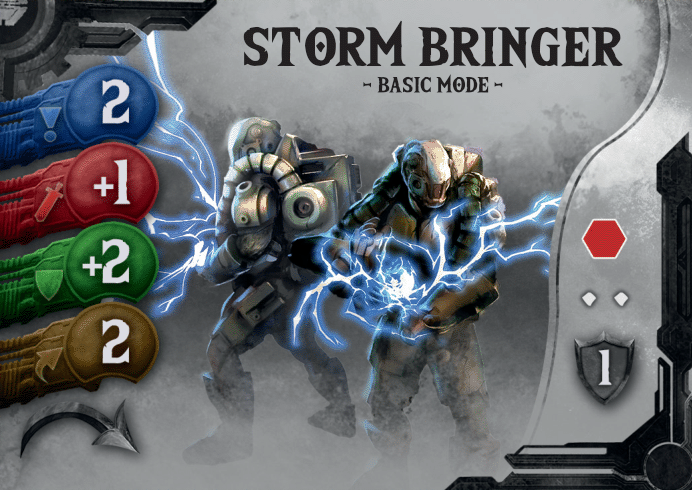 STORM BRINGER
- BASIC MODE -
2
+1
+2
2
1